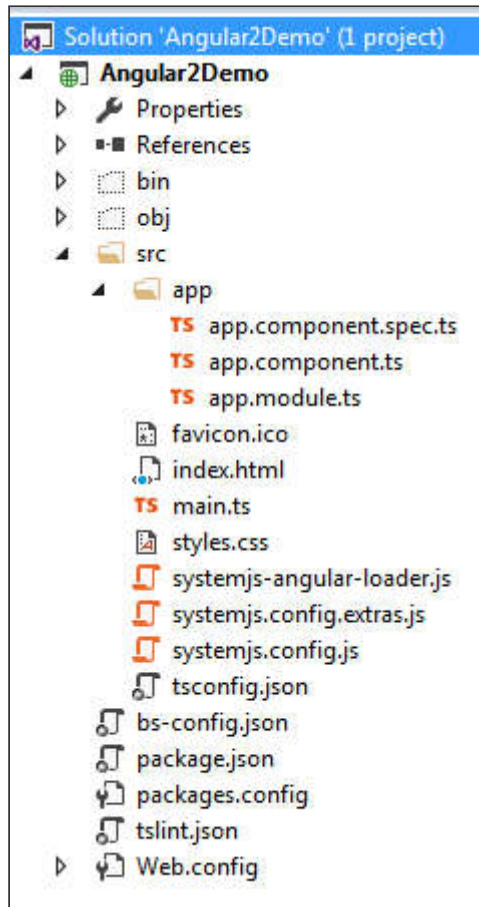 Solution 'Angular2Demo' (1 project)
Angular2Demo
Properties
References
bin
obj
src
app
TS app.component.spec.ts
TS app.component.ts
TS app.module.ts
favicon.ico
index.html
TS main.ts
styles.css
systemjs-angular-loader.js
systemjs.config.extras.js
systemjs.config.js
tsconfig.json
bs-config.json
package.json
packages.config
tslint.json
Web.config